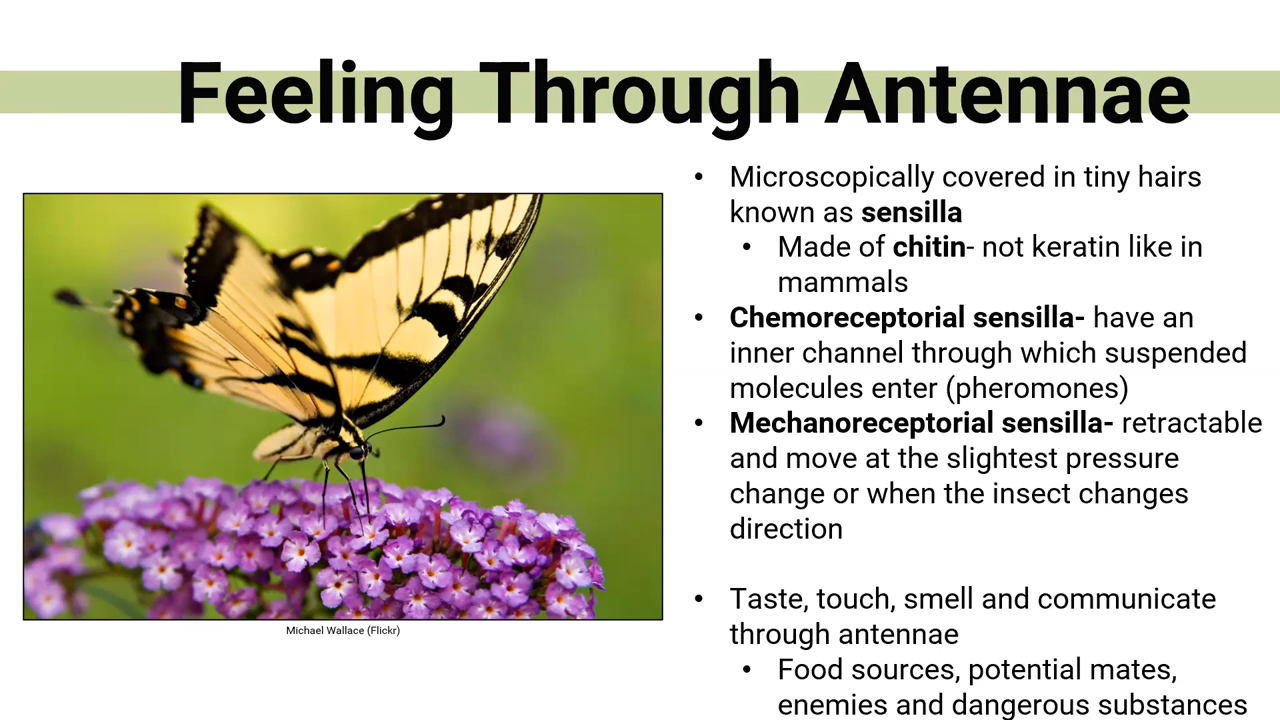 Feeling Through Antennae
• Microscopically covered in tiny hairs
known as sensilla
• Made of chitin- not keratin like in
mammals
• Chemoreceptorial sensilla- have an
inner channel through which suspended
molecules enter (pheromones)
• Mechanoreceptorial sensilla- retractable
and move at the slightest pressure
change or when the insect changes
direction
• Taste, touch, smell and communicate
through antennae
• Food sources, potential mates,
enemies and dangerous substances
Michael Wallace (Flickr)